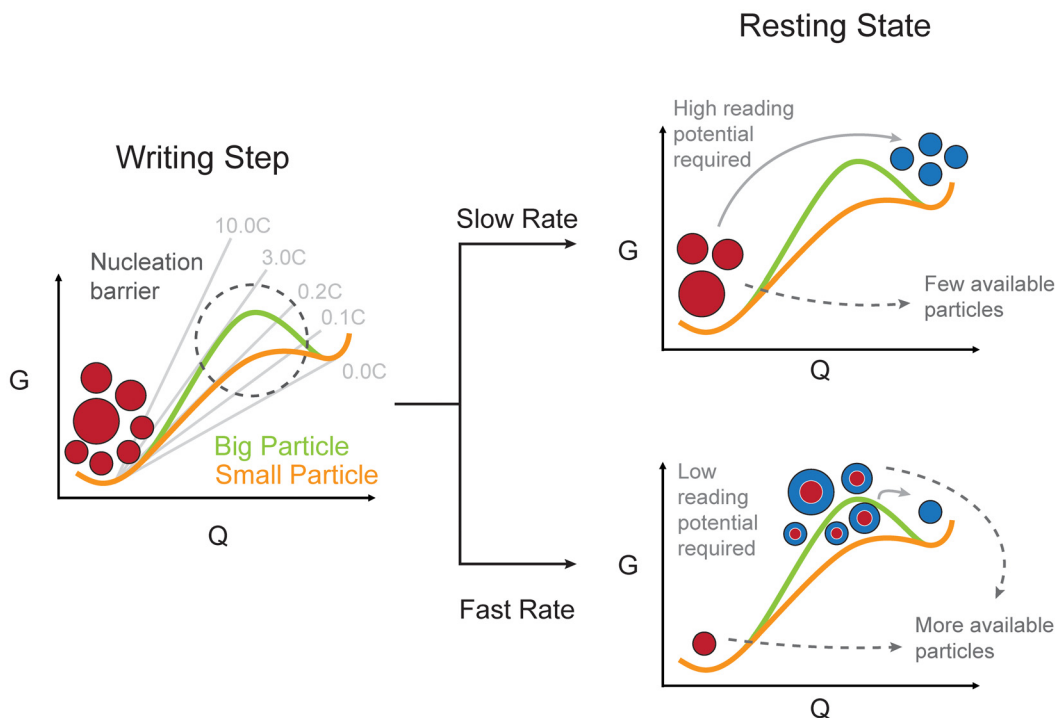 Writing Step
Nucleation
barrier
10.0C
3.0C
0.2C
0.1C
0.0C
G
Big Particle
Small Particle
Q
Slow Rate
Fast Rate
Resting State
High reading
potential
required
G
Few available
particles
Q
Low
reading
potential
required
G
More available
particles
Q